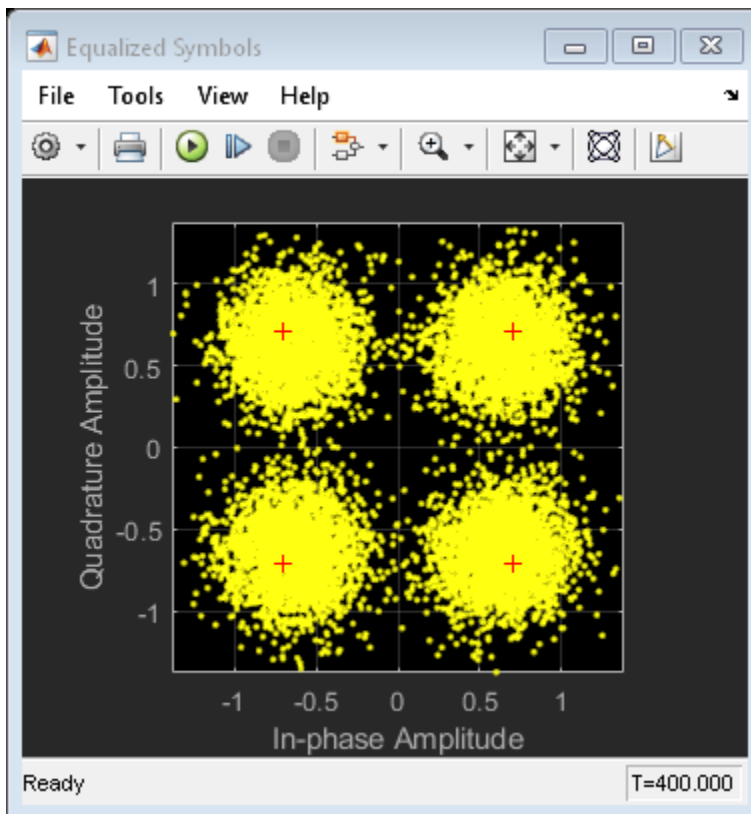 Equalized Symbols
File Tools View Help
Quadrature Amplitude
1
0.5
0
-0.5
-1
-1 -0.5 0 0.5 1
In-phase Amplitude
Ready T=400.000